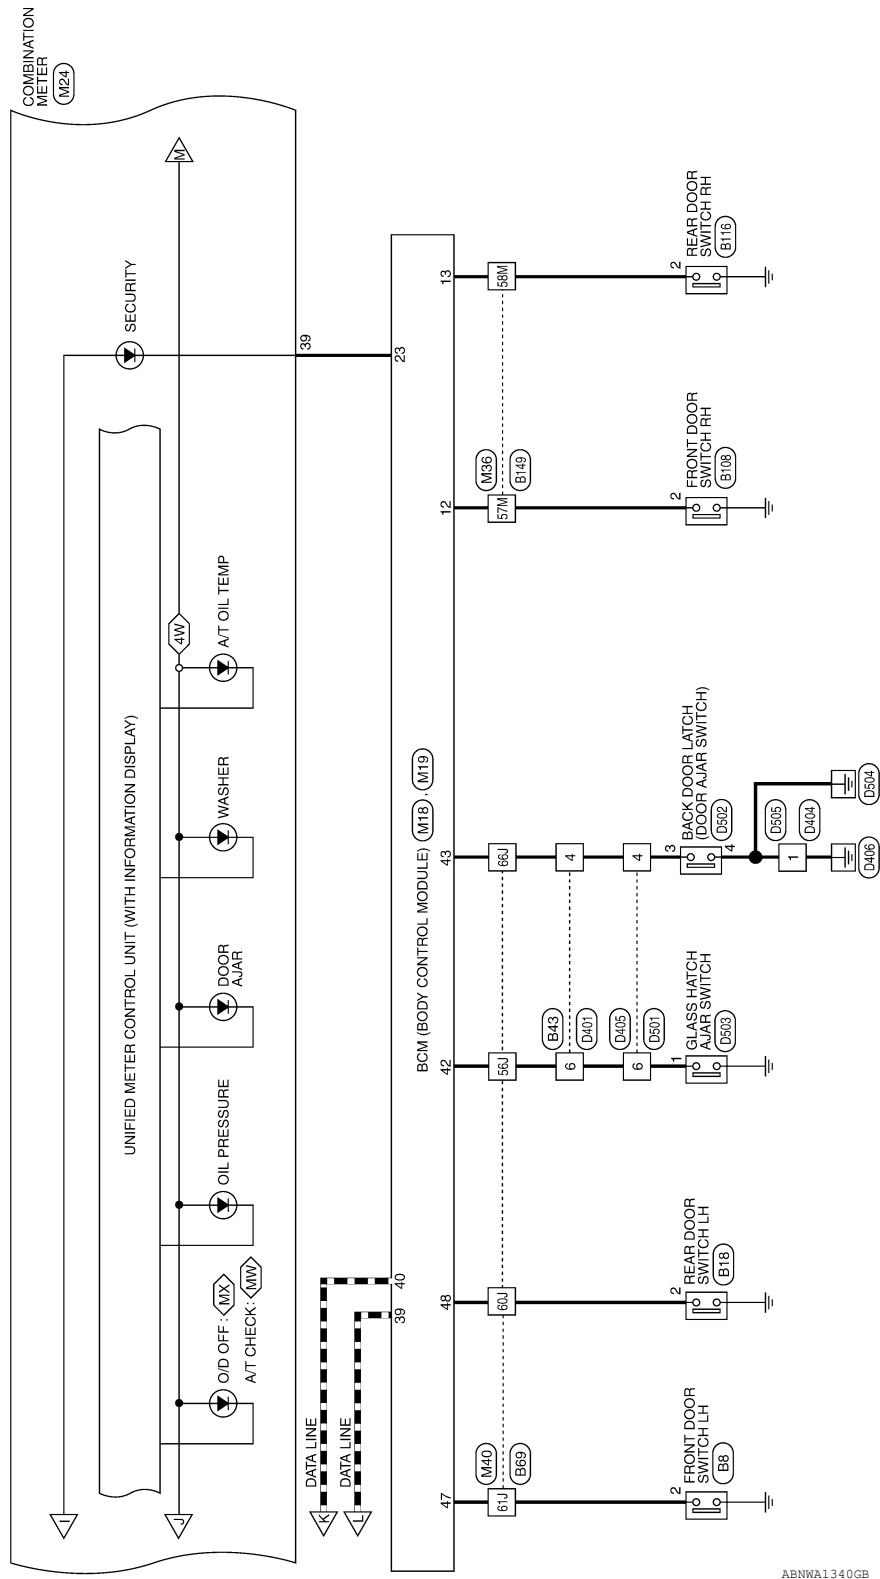 COMBINATION
METER
M24
M
SECURITY
39
UNIFIED METER CONTROL UNIT (WITH INFORMATION DISPLAY)
4W
A/T OIL TEMP
WASHER
DOOR
AJAR
OIL PRESSURE
O/D OFF : MX
A/T CHECK : MW
I
J
DATA LINE
K
DATA LINE
L
39
40
23
BCM (BODY CONTROL MODULE) M18 , M19
47
48
42
43
12
13
M40
B69
61J
60J
56J
66J
M36
B149
57M
58M
B43
D401
6
4
D405
D501
6
4
2
FRONT DOOR
SWITCH LH
B8
2
REAR DOOR
SWITCH LH
B18
1
GLASS HATCH
AJAR SWITCH
D503
3
BACK DOOR LATCH
(DOOR AJAR SWITCH)
D502
4
D505
D404
1
D406
D504
2
FRONT DOOR
SWITCH RH
B108
2
REAR DOOR
SWITCH RH
B116
ABNWA1340GB